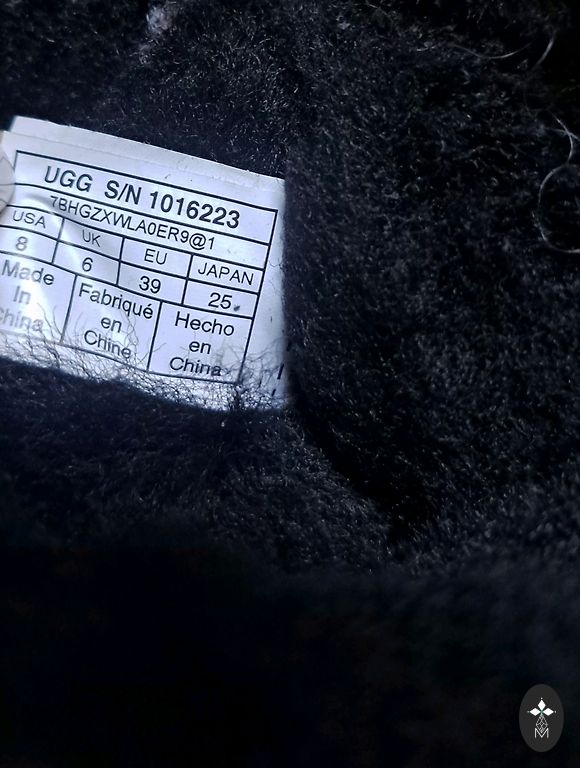 UGG S/N 1016223
7BHGZXWLA0ER9@1
USA UK EU JAPAN
8 6 39 25
Made In China
Fabriqué en Chine
Hecho en China
M